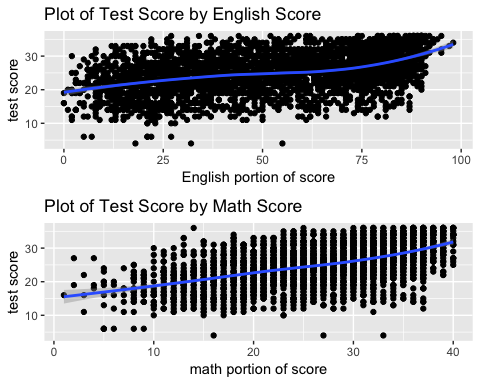 Plot of Test Score by English Score
test score
30
20
10
0
25
50
75
100
English portion of score
Plot of Test Score by Math Score
test score
30
20
10
0
10
20
30
40
math portion of score